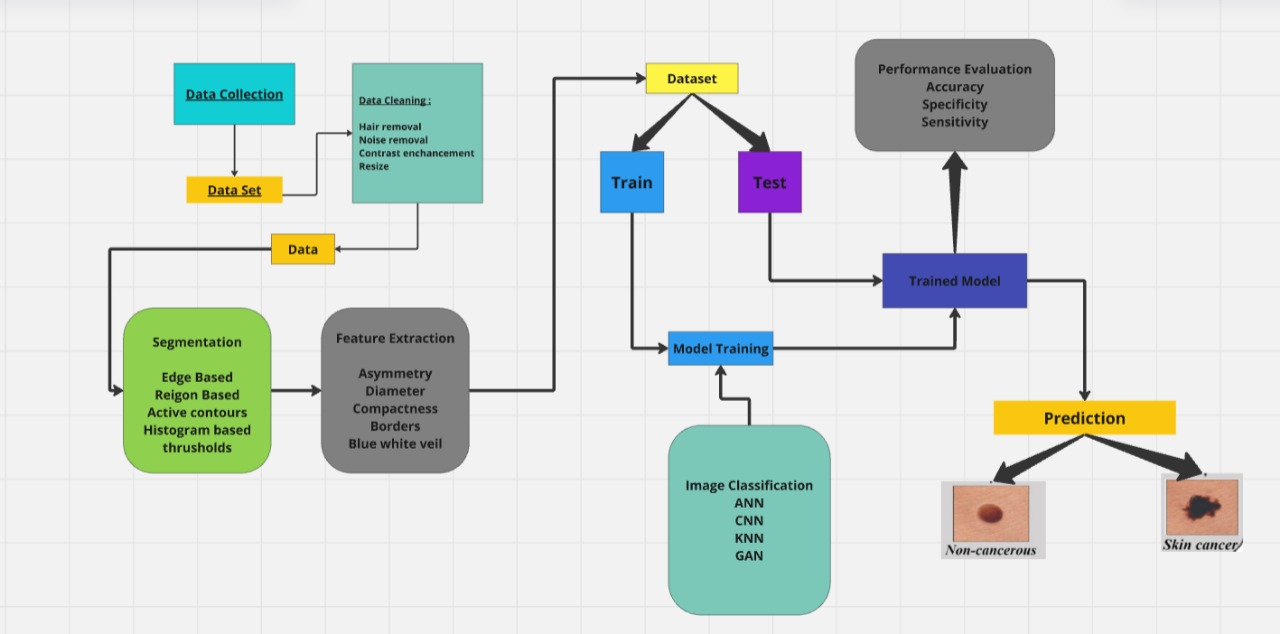 Data Collection
Data Set
Data Cleaning :
Hair removal
Noise removal
Contrast enchancement
Resize
Data
Segmentation
Edge Based
Reigon Based
Active contours
Histogram based
thrusholds
Feature Extraction
Asymmetry
Diameter
Compactness
Borders
Blue white veil
Dataset
Train
Test
Model Training
Image Classification
ANN
CNN
KNN
GAN
Trained Model
Performance Evaluation
Accuracy
Specificity
Sensitivity
Prediction
Non-cancerous
Skin cancer